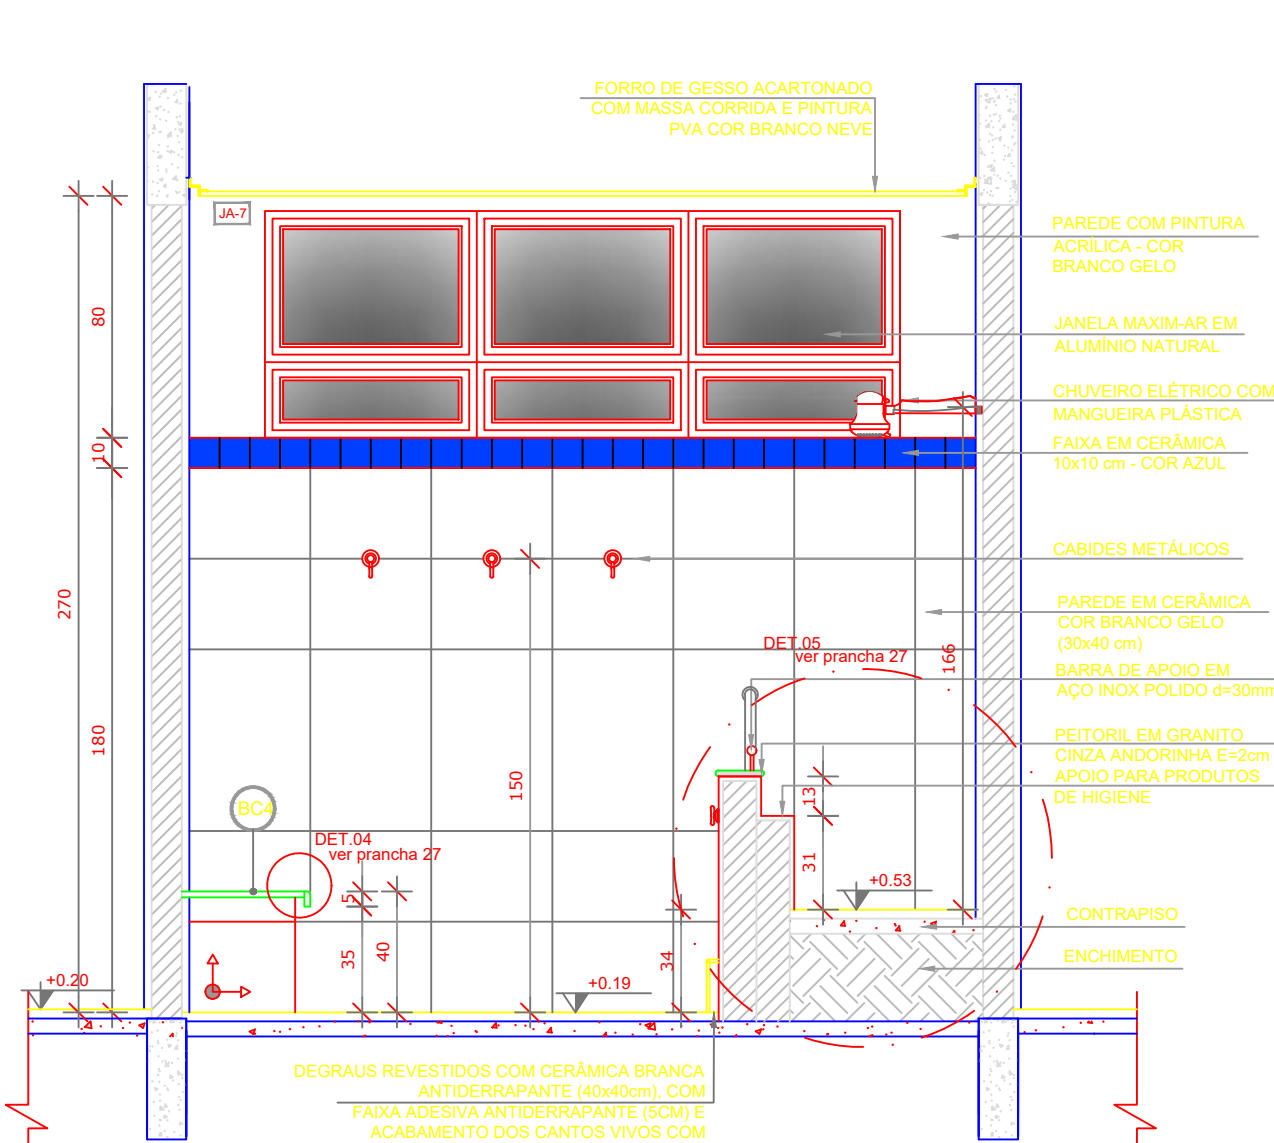 FORRO DE GESSO ACARTONADO
COM MASSA CORRIDA E PINTURA
PVA COR BRANCO NEVE
JA-7
PAREDE COM PINTURA
ACRÍLICA - COR
BRANCO GELO
JANELA MAXIM-AR EM
ALUMÍNIO NATURAL
CHUVEIRO ELÉTRICO COM
MANGUEIRA PLÁSTICA
FAIXA EM CERÂMICA
10x10 cm - COR AZUL
CABIDES METÁLICOS
PAREDE EM CERÂMICA
COR BRANCO GELO
(30x40 cm)
BARRA DE APOIO EM
AÇO INOX POLIDO d=30mm
PEITORIL EM GRANITO
CINZA ANDORINHA E=2cm
APOIO PARA PRODUTOS
DE HIGIENE
CONTRAPISO
ENCHIMENTO
80
10
270
180
150
166
DET.05
ver prancha 27
BC4
DET.04
ver prancha 27
13
31
5
35
40
34
+0.53
+0.20
+0.19
DEGRAUS REVESTIDOS COM CERÂMICA BRANCA
ANTIDERRAPANTE (40x40cm), COM
FAIXA ADESIVA ANTIDERRAPANTE (5CM) E
ACABAMENTO DOS CANTOS VIVOS COM